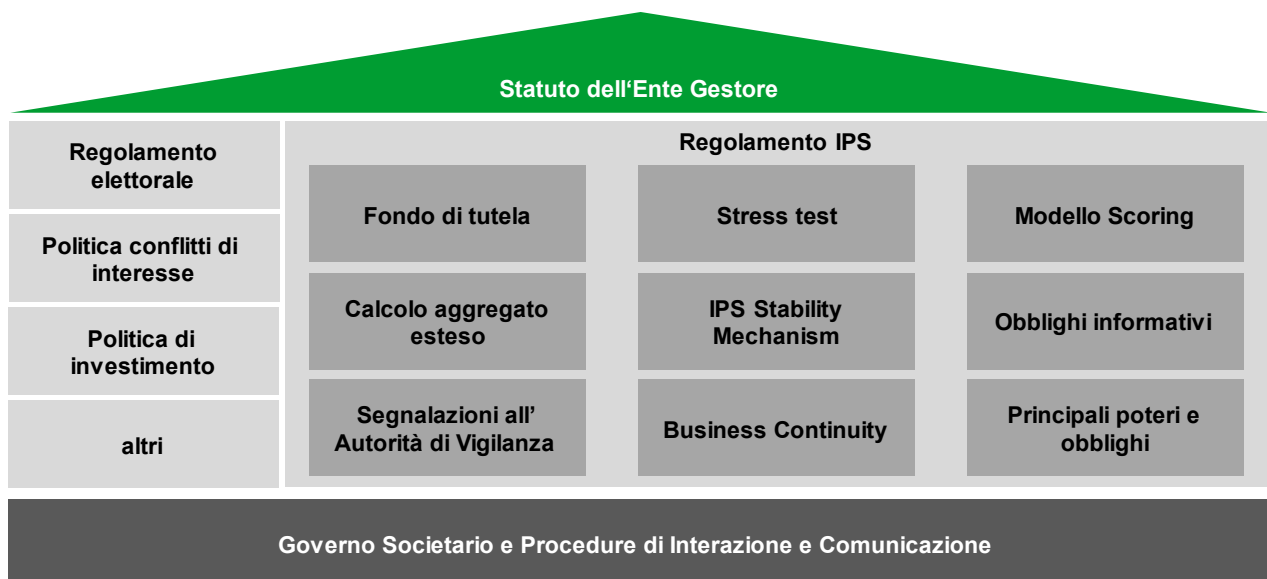 Statuto dell‘Ente Gestore
Regolamento
elettorale
Politica conflitti di
interesse
Politica di
investimento
altri
Regolamento IPS
Fondo di tutela
Stress test
Modello Scoring
Calcolo aggregato
esteso
IPS Stability
Mechanism
Obblighi informativi
Segnalazioni all’
Autorità di Vigilanza
Business Continuity
Principali poteri e
obblighi
Governo Societario e Procedure di Interazione e Comunicazione